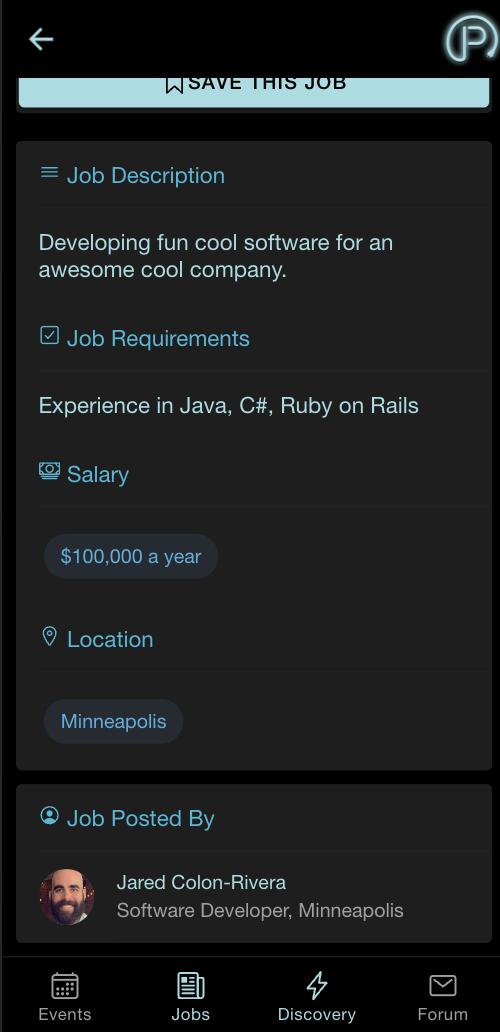 SAVE THIS JOB
Job Description
Developing fun cool software for an
awesome cool company.
Job Requirements
Experience in Java, C#, Ruby on Rails
Salary
$100,000 a year
Location
Minneapolis
Job Posted By
Jared Colon-Rivera
Software Developer, Minneapolis
Events Jobs Discovery Forum